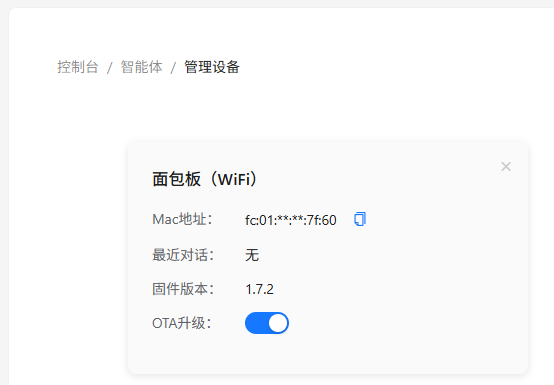 控制台 / 智能体 / 管理设备
面包板（WiFi）
Mac地址： fc:01:**:**:7f:60
最近对话： 无
固件版本： 1.7.2
OTA升级：